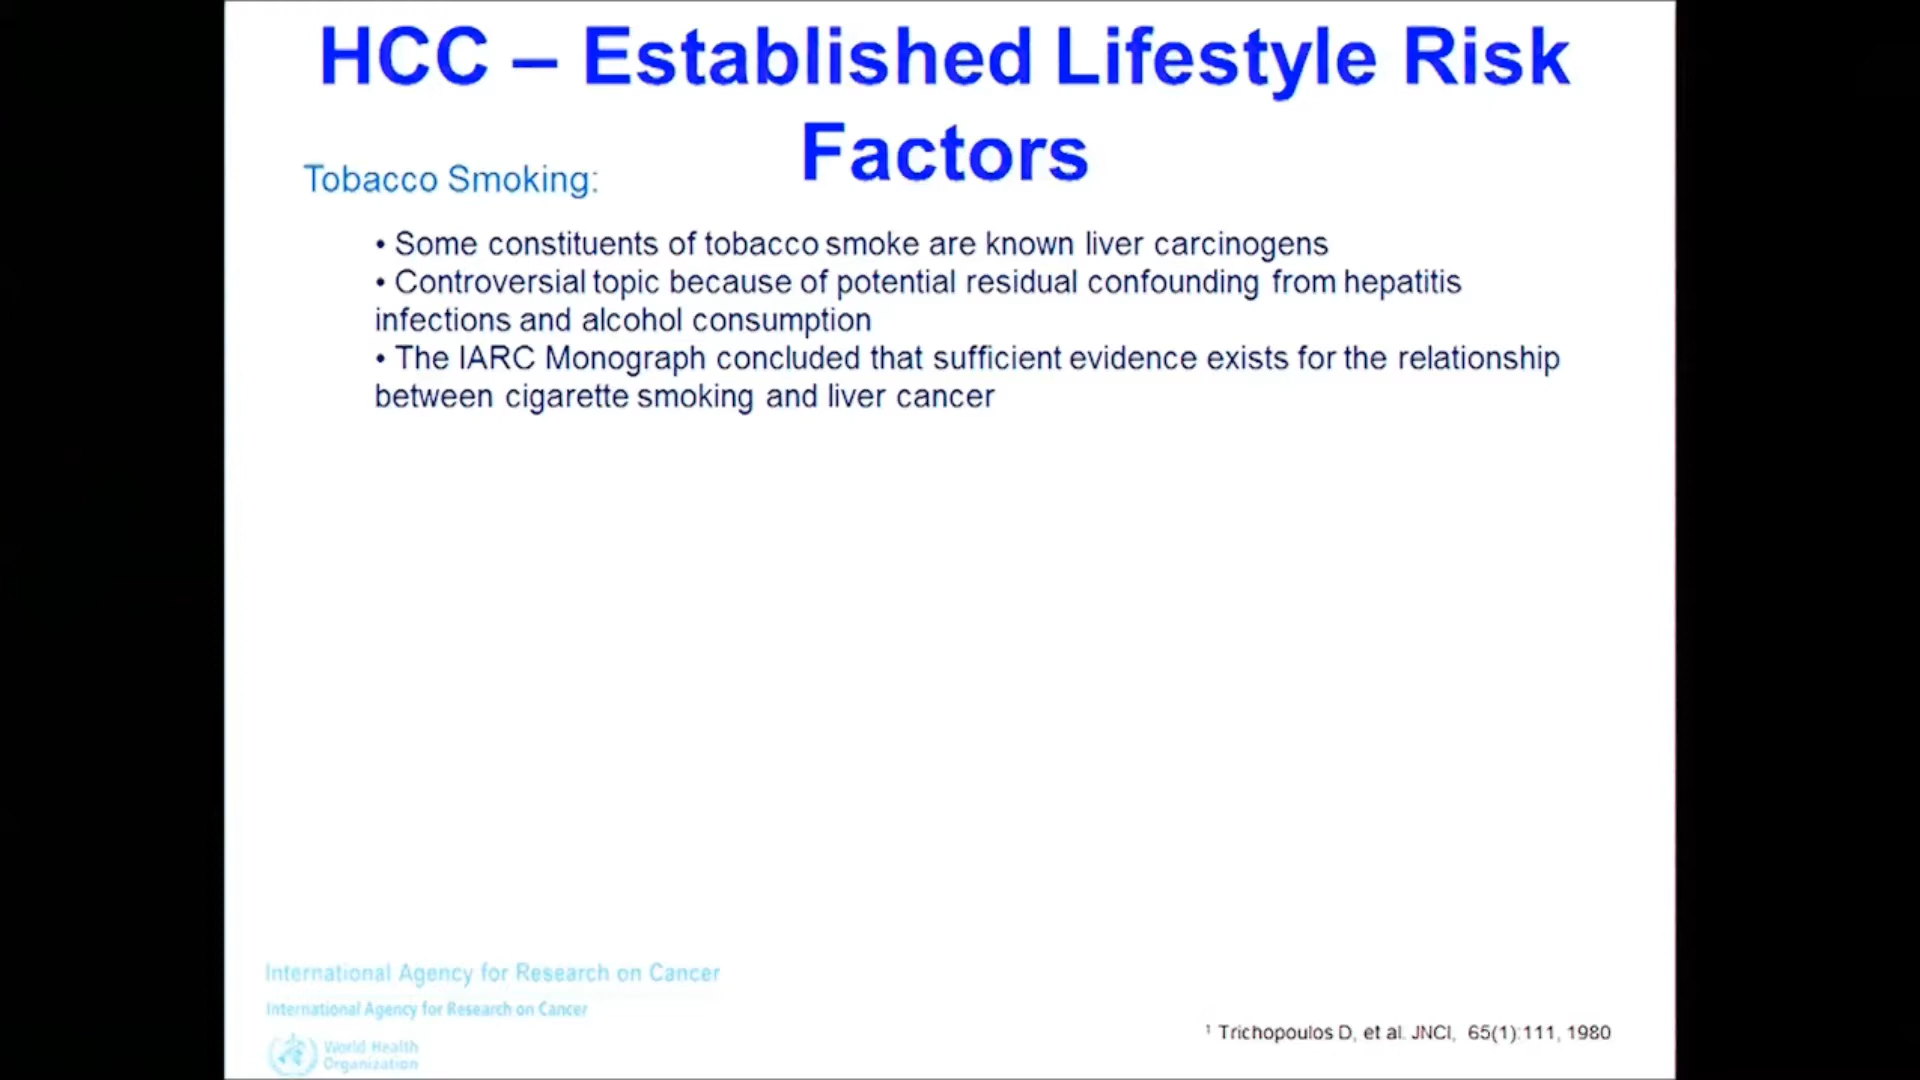 HCC – Established Lifestyle Risk
Factors
Tobacco Smoking:
• Some constituents of tobacco smoke are known liver carcinogens
• Controversial topic because of potential residual confounding from hepatitis
infections and alcohol consumption
• The IARC Monograph concluded that sufficient evidence exists for the relationship
between cigarette smoking and liver cancer
International Agency for Research on Cancer
International Agency for Research on Cancer
World Health
Organization
¹ Trichopoulos D, et al. JNCI, 65(1):111, 1980